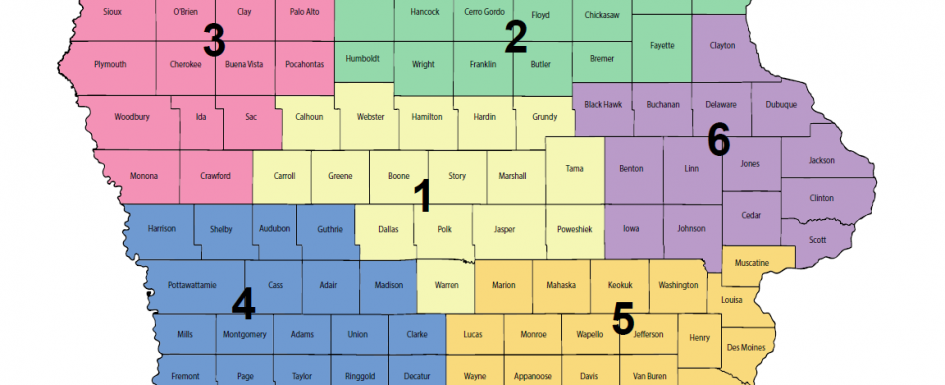 Sioux O'Brien Clay Palo Alto Hancock Cerro Gordo Floyd Chickasaw
3 2
Plymouth Cherokee Buena Vista Pocahontas Humboldt Wright Franklin Butler Bremer Fayette Clayton
Woodbury Ida Sac Calhoun Webster Hamilton Hardin Grundy Black Hawk Buchanan Delaware Dubuque
6
Monona Crawford Carroll Greene Boone Story Marshall Tama Benton Linn Jones Jackson
1
Clinton
Harrison Shelby Audubon Guthrie Dallas Polk Jasper Poweshiek Iowa Johnson Cedar Scott
Muscatine
Pottawattamie Cass Adair Madison Warren Marion Mahaska Keokuk Washington Louisa
4 5
Mills Montgomery Adams Union Clarke Lucas Monroe Wapello Jefferson Henry Des Moines
Fremont Page Taylor Ringgold Decatur Wayne Appanoose Davis Van Buren